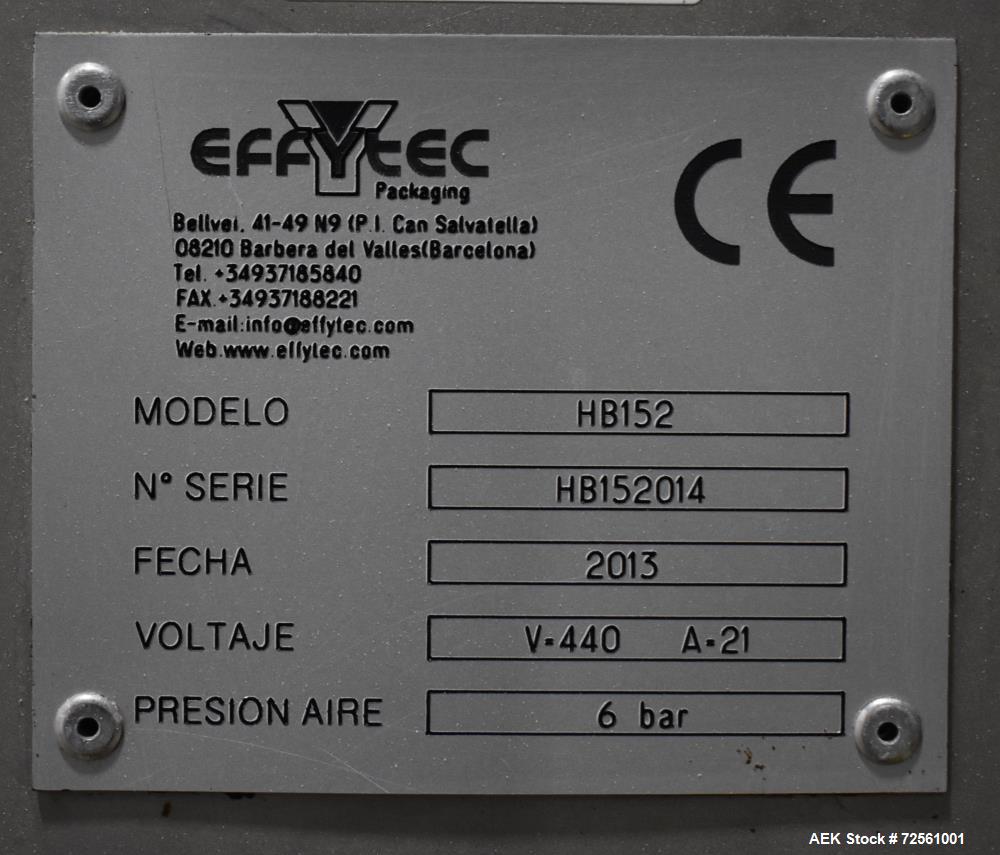 EFFYTEC
Packaging
CE
Bellvei, 41-49 N9 (P.I. Can Salvatella)
08210 Barbera del Valles(Barcelona)
Tel. +34937185840
FAX.+34937188221
E-mail:info@effytec.com
Web.www.effytec.com
MODELO HB152
Nº SERIE HB152014
FECHA 2013
VOLTAJE V=440 A=21
PRESION AIRE 6 bar
AEK Stock # 72561001